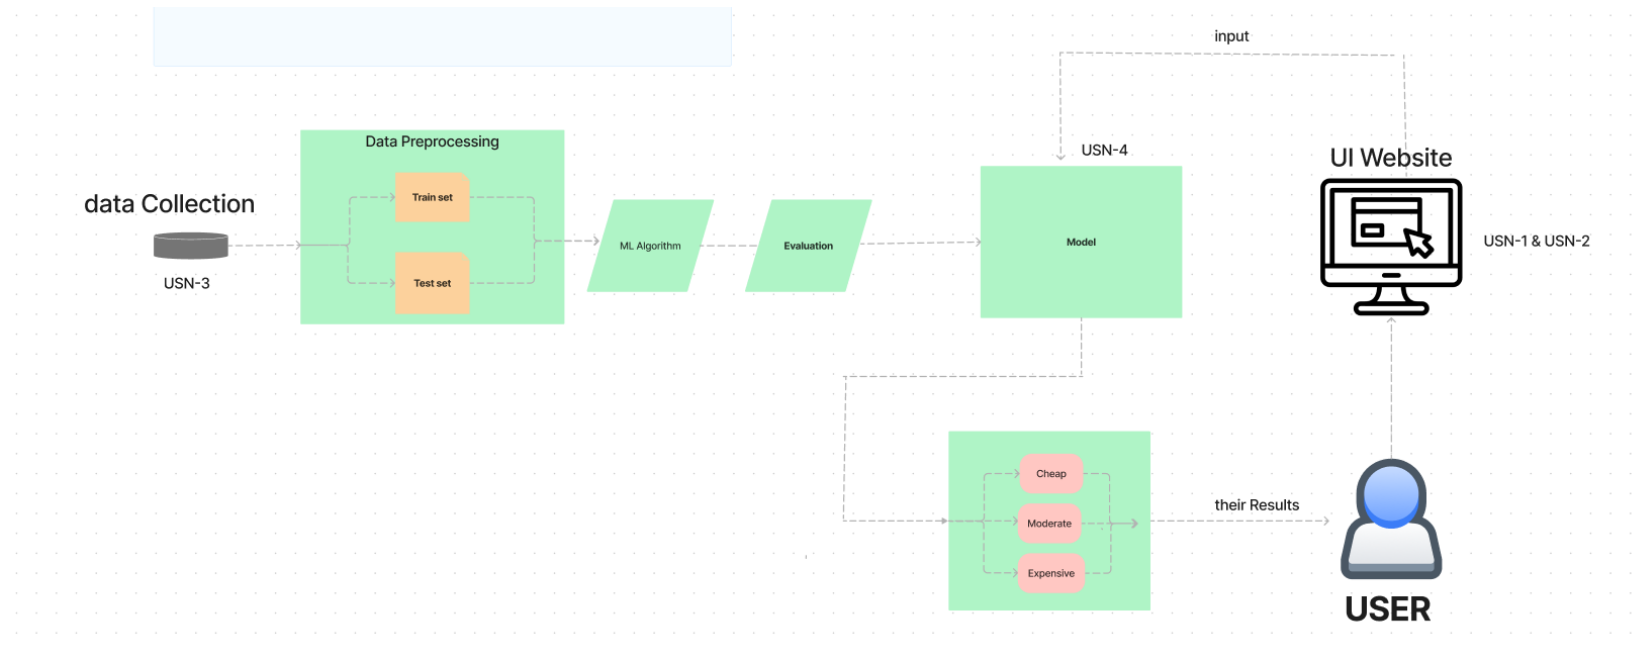 input
USN-4
Data Preprocessing
UI Website
Train set
data Collection
USN-1 & USN-2
ML Algorithm
Evaluation
Model
USN-3
Test set
Cheap
their Results
Moderate
Expensive
USER